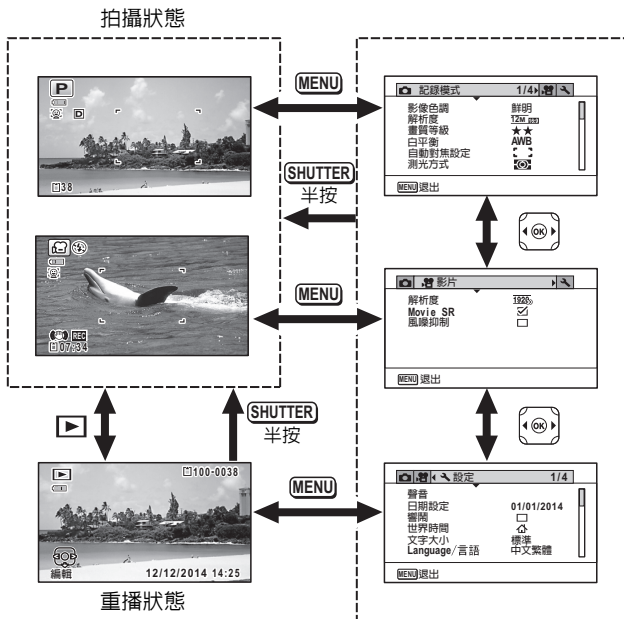 拍攝狀態
P
D
38
MENU
SHUTTER
半按
記錄模式 1/4
影像色調 鮮明
解析度 12M
畫質等級 ★★
白平衡 AWB
自動對焦設定
測光方式
MENU 退出
OK
REC
07:34
MENU
影片
解析度 1920
Movie SR
風噪抑制
MENU 退出
SHUTTER
半按
OK
100-0038
編輯
12/12/2014 14:25
重播狀態
MENU
設定 1/4
聲音
日期設定 01/01/2014
世界時間
文字大小 標準
Language/言語 中文繁體
MENU 退出